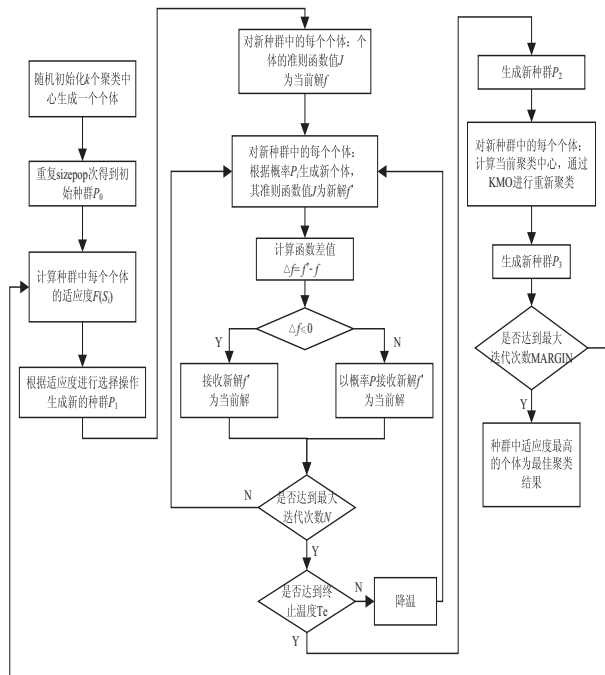 随机初始化k个聚类中
心生成一个个体
重复sizepop次得到初
始种群P0
计算种群中每个个体
的适应度F(Si)
根据适应度进行选择操作
生成新的种群P1
对新种群中的每个个体：个
体的准则函数值J
为当前解f
对新种群中的每个个体：
根据概率Pi生成新个体，
其准则函数值J为新解f'
计算函数差值
△f=f'-f
△f≤0
Y
N
接收新解f'
为当前解
以概率P接收新解f'
为当前解
是否达到最大
迭代次数N
N
Y
是否达到终
止温度Te
N
降温
Y
生成新种群P2
对新种群中的每个个体：
计算当前聚类中心，通过
KMO进行重新聚类
生成新种群P3
是否达到最大
迭代次数MARGIN
Y
种群中适应度最高
的个体为最佳聚类
结果